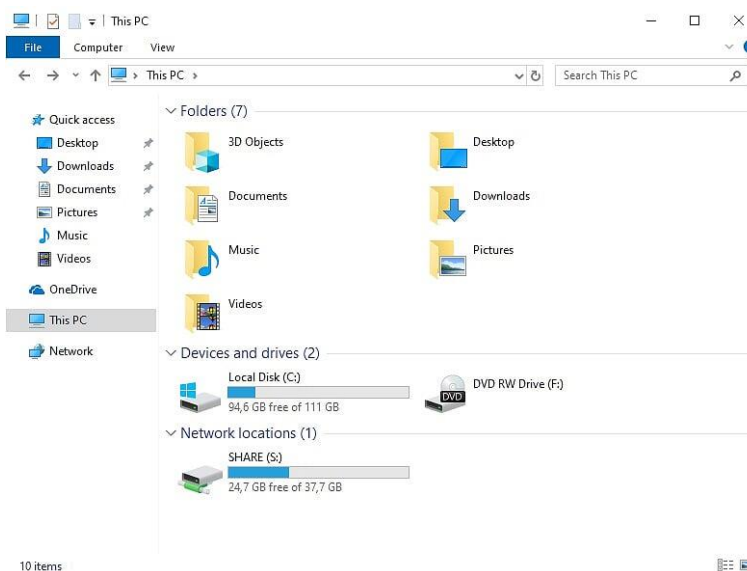 This PC
File Computer View
This PC
Search This PC
Quick access
Desktop
Downloads
Documents
Pictures
Music
Videos
OneDrive
This PC
Network
Folders (7)
3D Objects
Desktop
Documents
Downloads
Music
Pictures
Videos
Devices and drives (2)
Local Disk (C:)
94,6 GB free of 111 GB
DVD
DVD RW Drive (F:)
Network locations (1)
SHARE (S:)
24,7 GB free of 37,7 GB
10 items